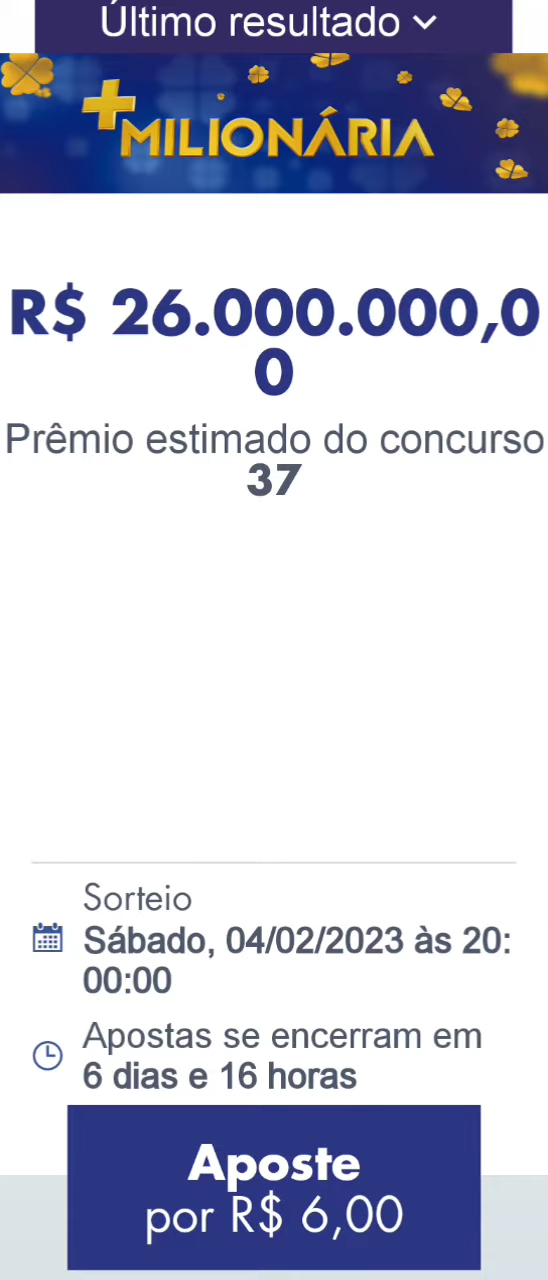 Último resultado
+MILIONÁRIA
R$ 26.000.000,0
0
Prêmio estimado do concurso
37
Sorteio
Sábado, 04/02/2023 às 20:
00:00
Apostas se encerram em
6 dias e 16 horas
Aposte
por R$ 6,00